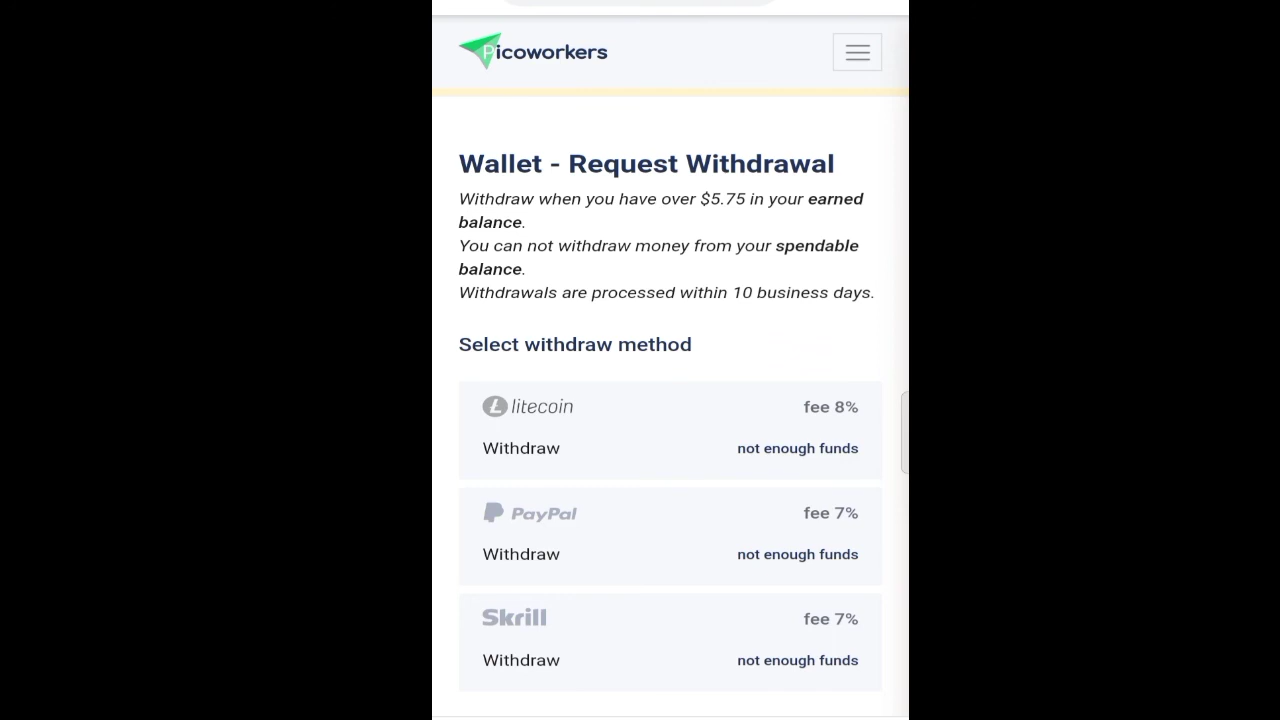 Picoworkers
Wallet - Request Withdrawal
Withdraw when you have over $5.75 in your earned
balance.
You can not withdraw money from your spendable
balance.
Withdrawals are processed within 10 business days.
Select withdraw method
litecoin fee 8%
Withdraw not enough funds
PayPal fee 7%
Withdraw not enough funds
Skrill fee 7%
Withdraw not enough funds